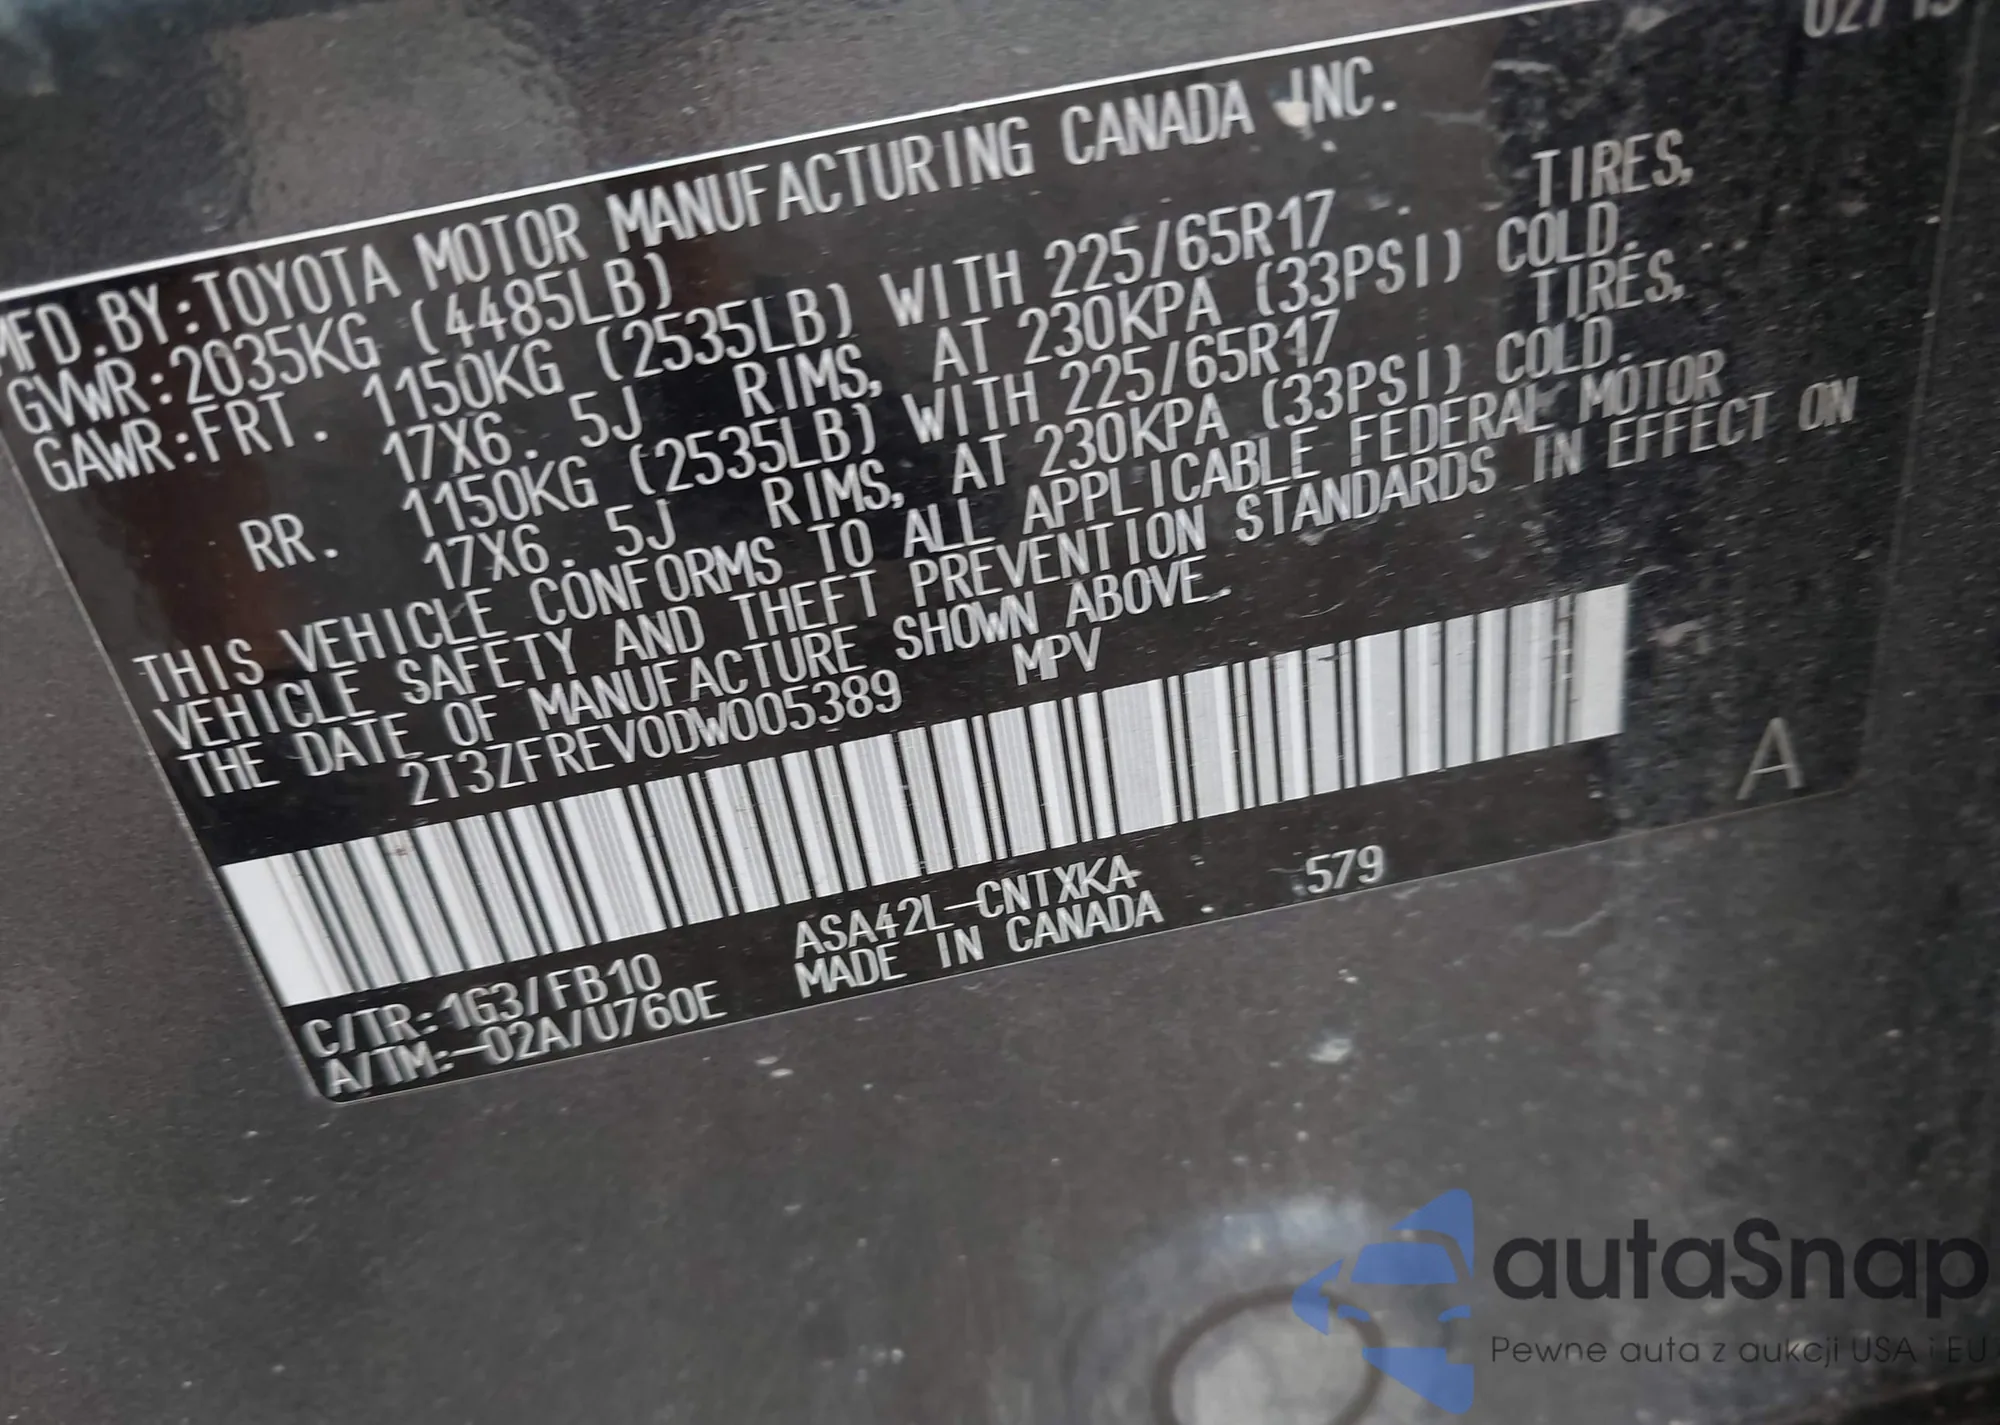 MFD.BY:TOYOTA MOTOR MANUFACTURING CANADA INC.
GVWR:2035KG (4485LB)
GAWR:FRT. 1150KG (2535LB) WITH 225/65R17 TIRES,
17X6.5J RIMS, AT 230KPA (33PSI) COLD.
RR. 1150KG (2535LB) WITH 225/65R17 TIRES,
17X6.5J RIMS, AT 230KPA (33PSI) COLD.
THIS VEHICLE CONFORMS TO ALL APPLICABLE FEDERAL MOTOR
VEHICLE SAFETY AND THEFT PREVENTION STANDARDS IN EFFECT ON
THE DATE OF MANUFACTURE SHOWN ABOVE.
2T3ZFREV0DW005389 MPV
A
C/TR:1G3/FB10 ASA42L-CNTXKA 579
A/TM:-02A/U760E MADE IN CANADA
autaSnap
Pewne auta z aukcji USA i EU